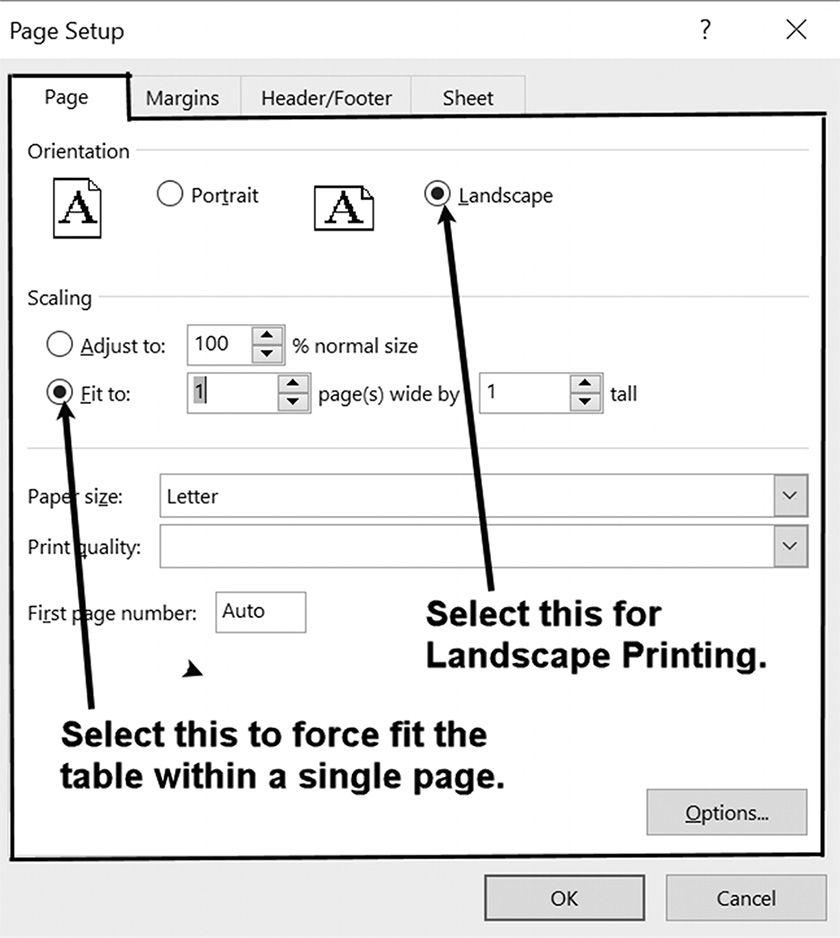 Page Setup ?
Page Margins Header/Footer Sheet
Orientation
A Portrait A Landscape
Scaling
Adjust to: 100 % normal size
Fit to: 1 page(s) wide by 1 tall
Paper size: Letter
Print quality:
First page number: Auto
Select this for
Landscape Printing.
Select this to force fit the
table within a single page.
Options...
OK Cancel